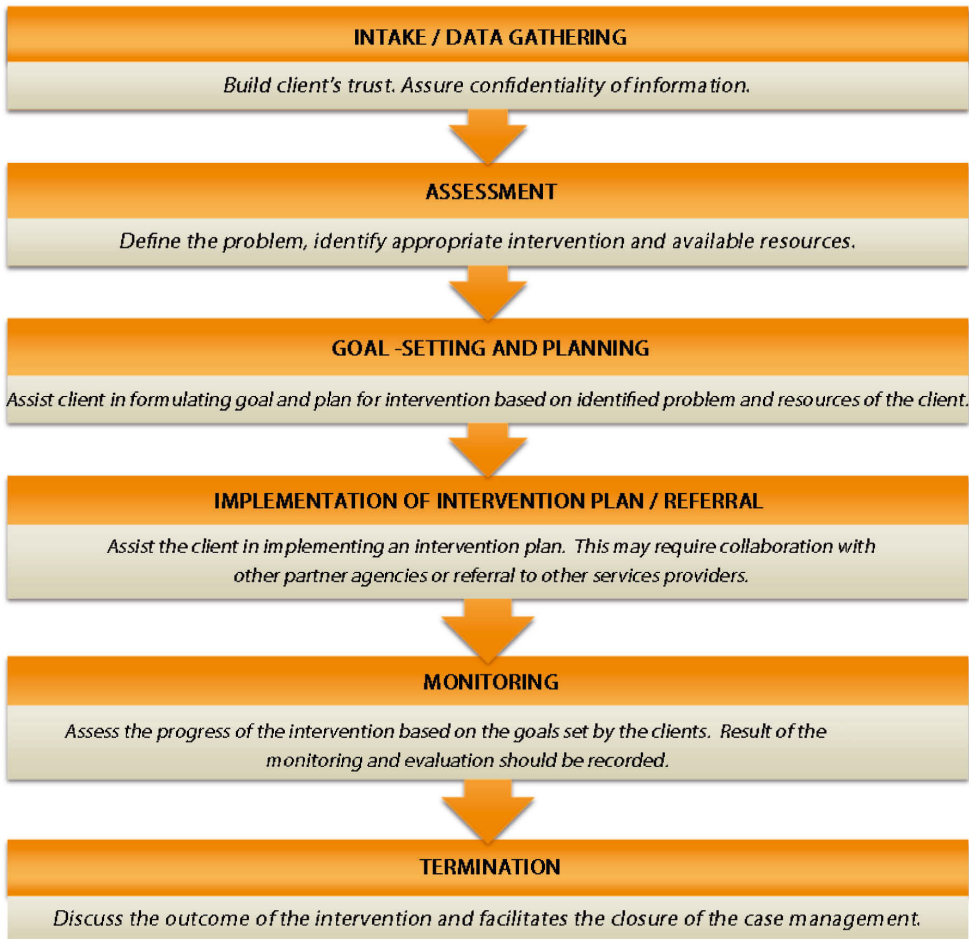 INTAKE / DATA GATHERING
Build client's trust. Assure confidentiality of information.
ASSESSMENT
Define the problem, identify appropriate intervention and available resources.
GOAL -SETTING AND PLANNING
Assist client in formulating goal and plan for intervention based on identified problem and resources of the client.
IMPLEMENTATION OF INTERVENTION PLAN / REFERRAL
Assist the client in implementing an intervention plan. This may require collaboration with
other partner agencies or referral to other services providers.
MONITORING
Assess the progress of the intervention based on the goals set by the clients. Result of the
monitoring and evaluation should be recorded.
TERMINATION
Discuss the outcome of the intervention and facilitates the closure of the case management.